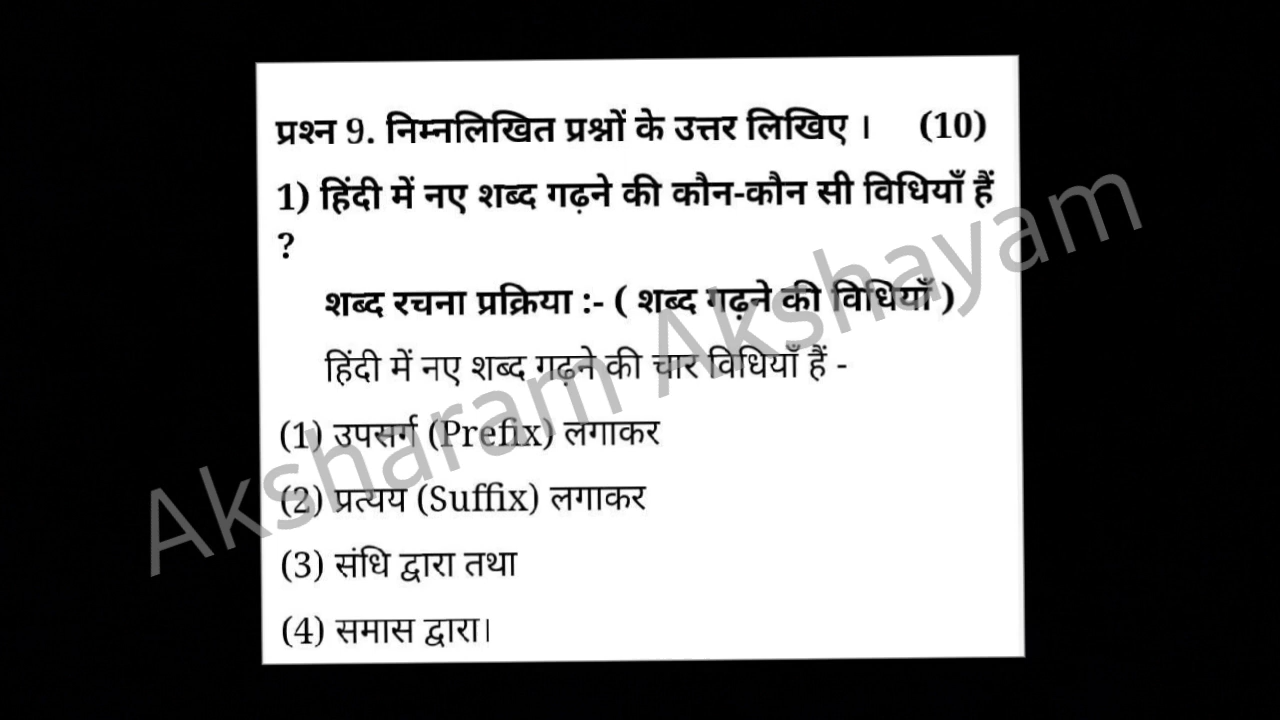 प्रश्न 9. निम्नलिखित प्रश्नों के उत्तर लिखिए । (10)
1) हिंदी में नए शब्द गढ़ने की कौन-कौन सी विधियाँ हैं
?
शब्द रचना प्रक्रिया :- ( शब्द गढ़ने की विधियाँ )
हिंदी में नए शब्द गढ़ने की चार विधियाँ हैं -
(1) उपसर्ग (Prefix) लगाकर
(2) प्रत्यय (Suffix) लगाकर
(3) संधि द्वारा तथा
(4) समास द्वारा।
Aksharam Akshayam